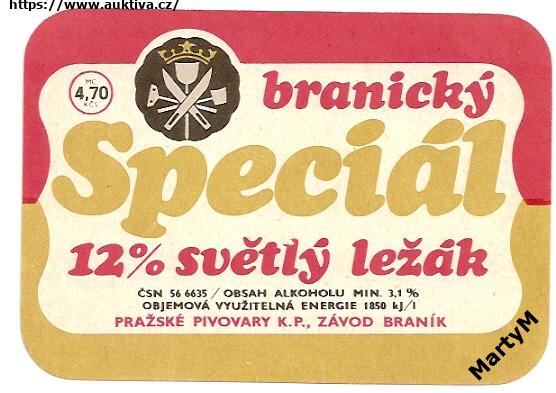 https://www.auktiva.cz/
MC
4,70
KČS
branický
Speciál
12% světlý ležák
ČSN 56 6635 / OBSAH ALKOHOLU MIN. 3,1 %
OBJEMOVÁ VYUŽITELNÁ ENERGIE 1850 kJ/l
PRAŽSKÉ PIVOVARY K.P., ZÁVOD BRANÍK
MartyM